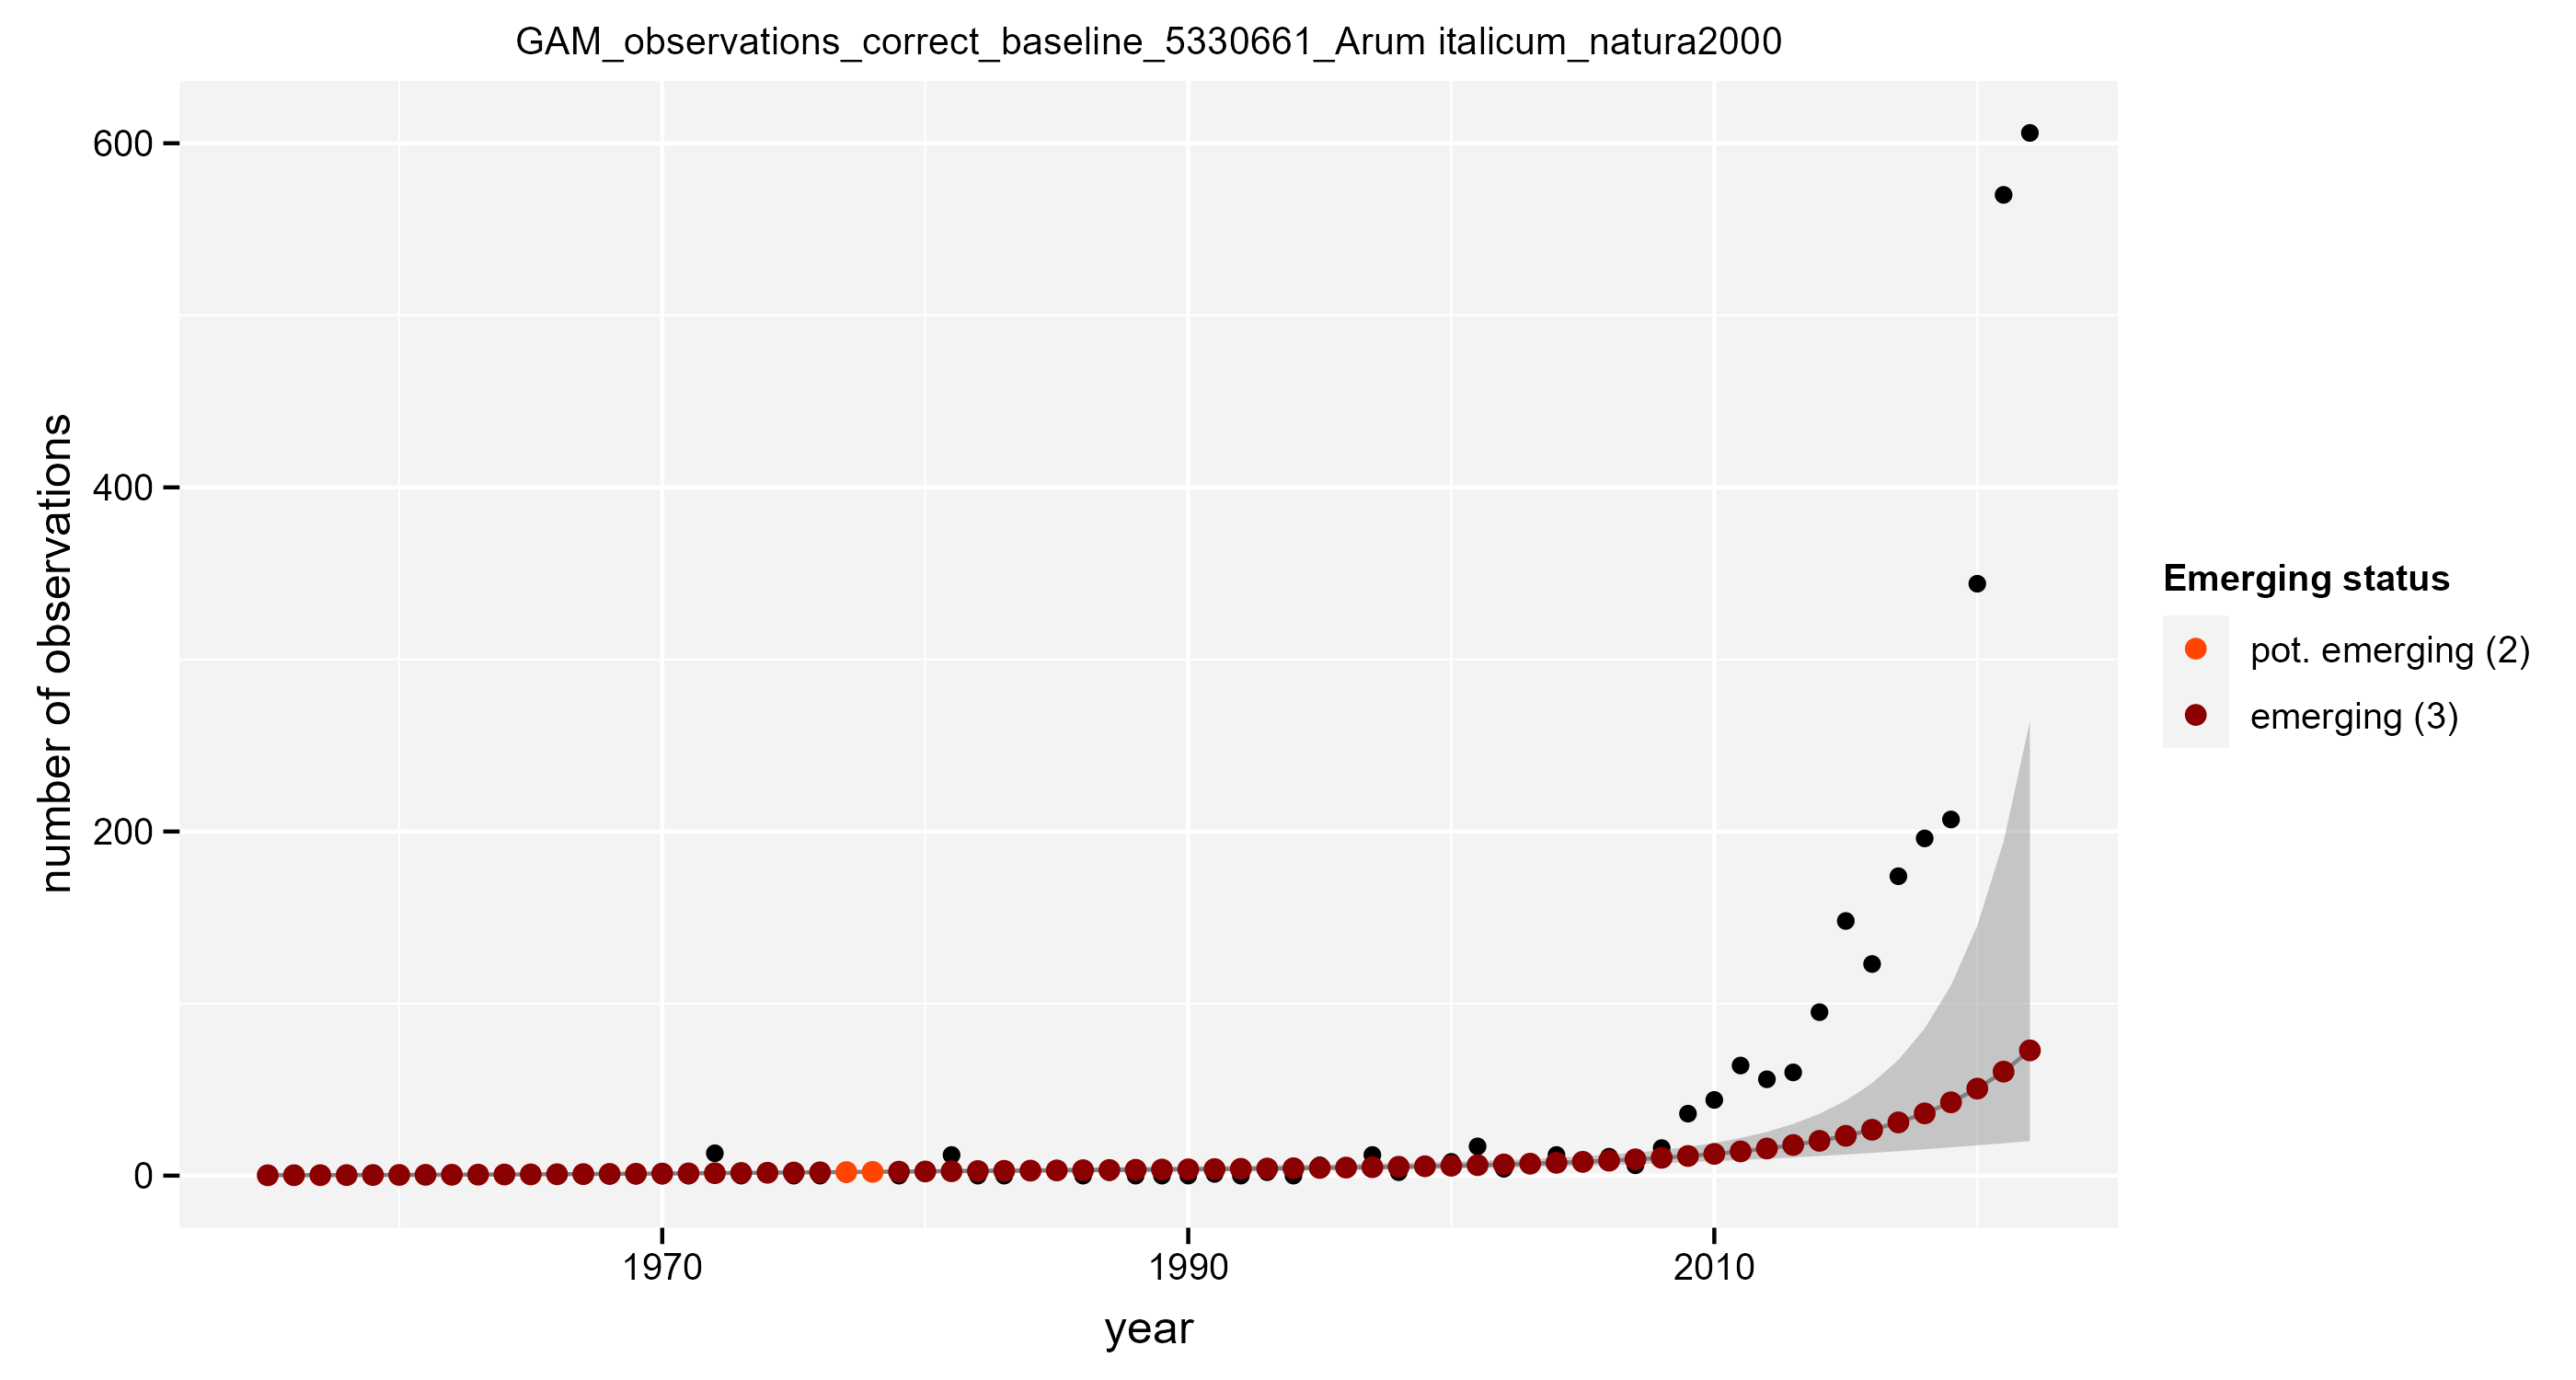 GAM_observations_correct_baseline_5330661_Arum italicum_natura2000
600
400
200
0
number of observations
1970
1990
2010
year
Emerging status
pot. emerging (2)
emerging (3)